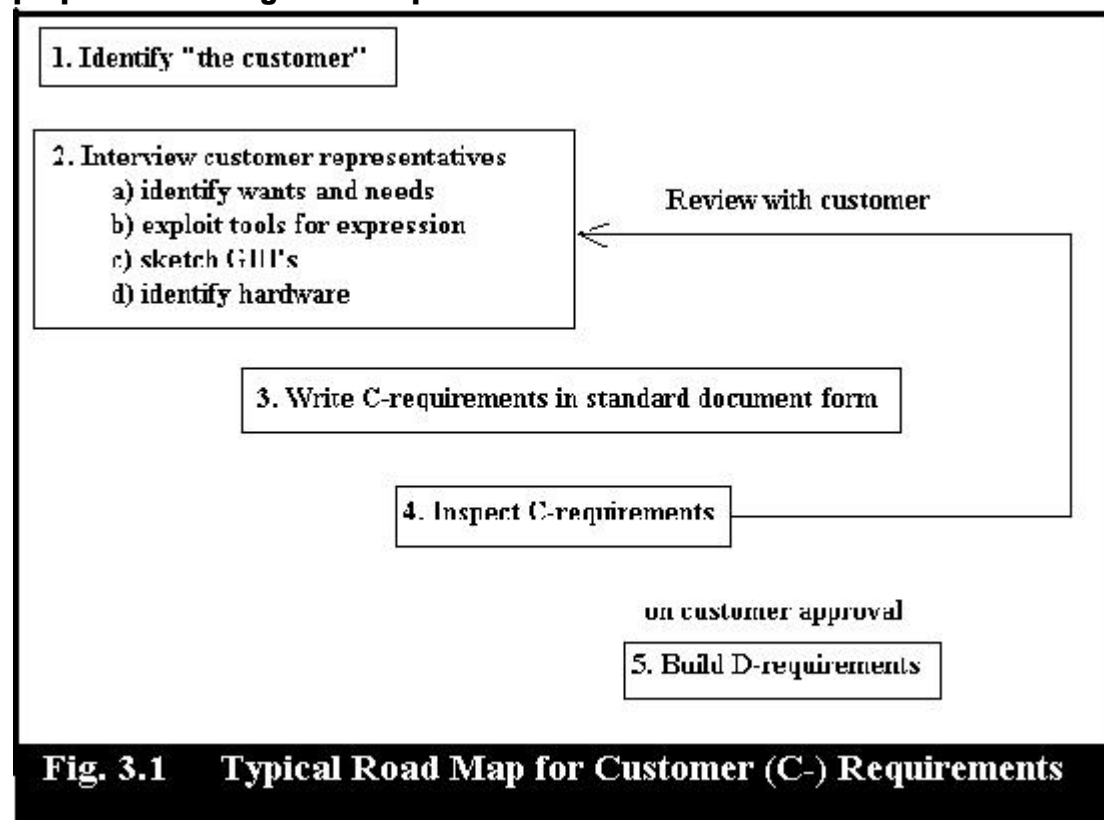 1. Identify "the customer"
2. Interview customer representatives
a) identify wants and needs
b) exploit tools for expression
c) sketch GUI's
d) identify hardware
Review with customer
3. Write C-requirements in standard document form
4. Inspect C-requirements
on customer approval
5. Build D-requirements
Fig. 3.1 Typical Road Map for Customer (C-) Requirements